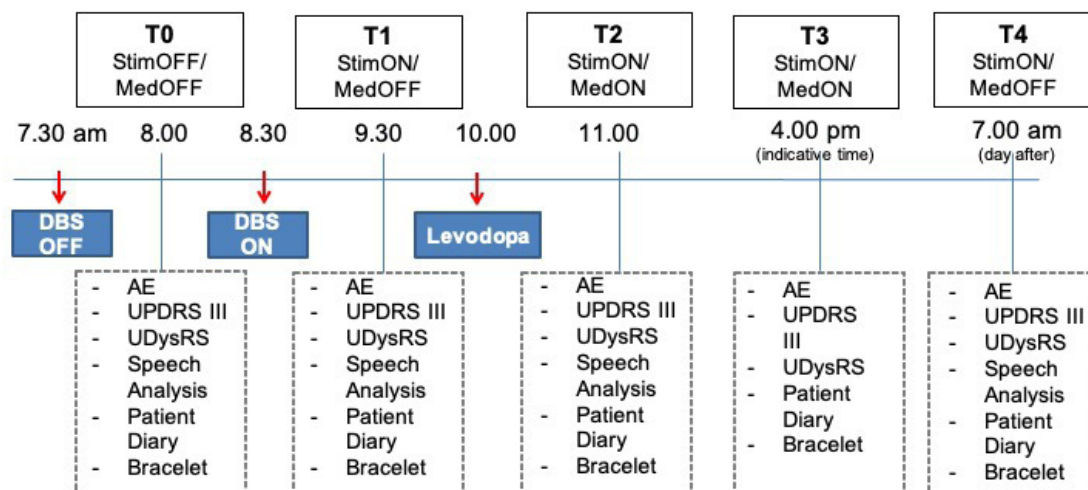 T0
StimOFF/
MedOFF
T1
StimON/
MedOFF
T2
StimON/
MedON
T3
StimON/
MedON
T4
StimON/
MedOFF
7.30 am
8.00
8.30
9.30
10.00
11.00
4.00 pm
(indicative time)
7.00 am
(day after)
DBS
OFF
DBS
ON
Levodopa
- AE
- UPDRS III
- UDysRS
- Speech
Analysis
- Patient
Diary
- Bracelet
- AE
- UPDRS III
- UDysRS
- Speech
Analysis
- Patient
Diary
- Bracelet
- AE
- UPDRS III
- UDysRS
- Speech
Analysis
- Patient
Diary
- Bracelet
- AE
- UPDRS
III
- UDysRS
- Patient
Diary
- Bracelet
- AE
- UPDRS III
- UDysRS
- Speech
Analysis
- Patient
Diary
- Bracelet